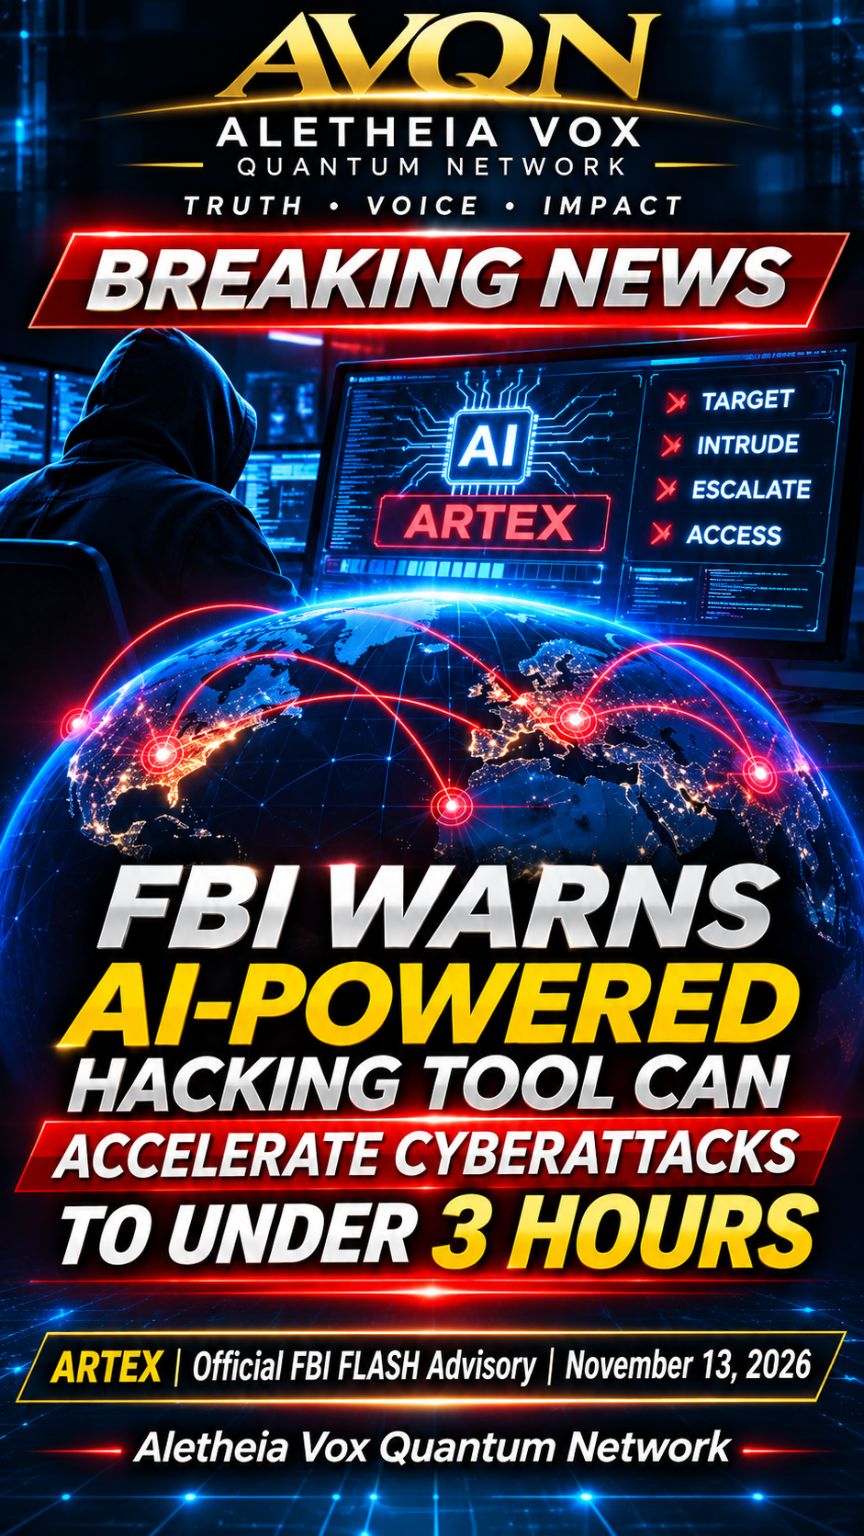 AVQN
ALETHEIA VOX
QUANTUM NETWORK
TRUTH • VOICE • IMPACT
BREAKING NEWS
AI
ARTEX
TARGET
INTRUDE
ESCALATE
ACCESS
FBI WARNS
AI-POWERED
HACKING TOOL CAN
ACCELERATE CYBERATTACKS
TO UNDER 3 HOURS
ARTEX | Official FBI FLASH Advisory | November 13, 2026
Aletheia Vox Quantum Network